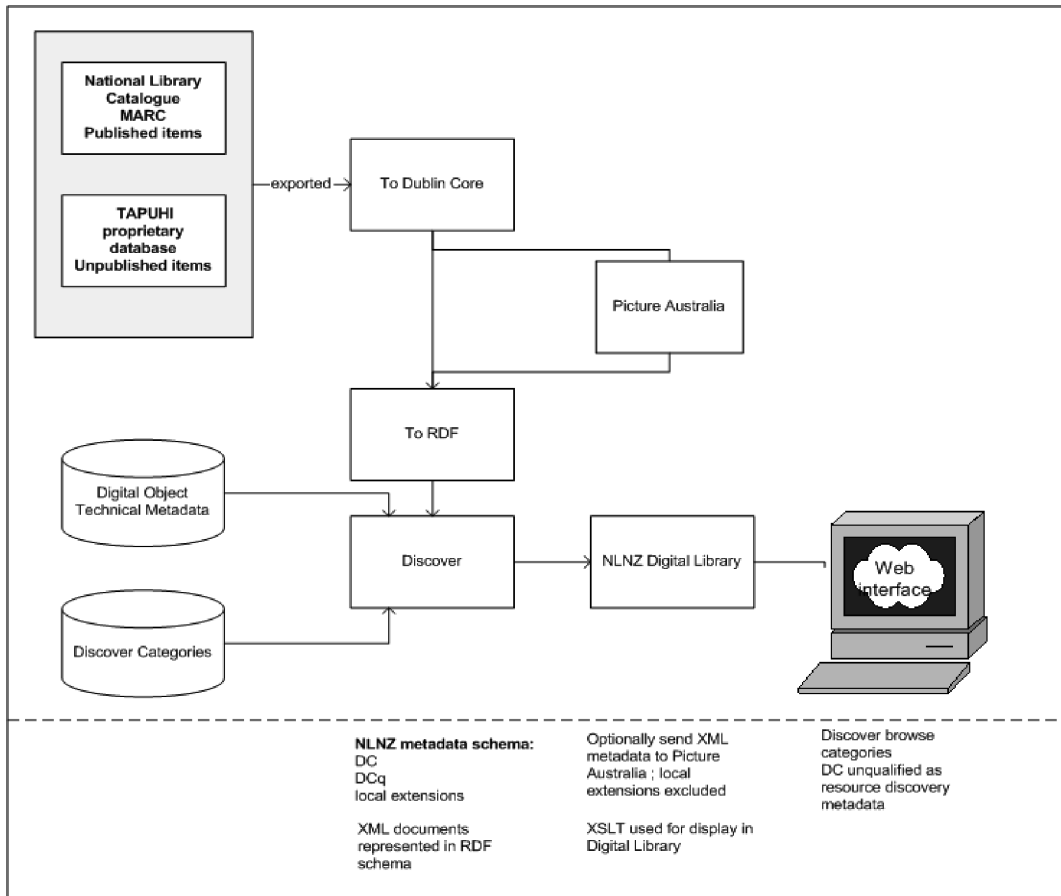 National Library
Catalogue
MARC
Published items
TAPUHI
proprietary
database
Unpublished items
exported
To Dublin Core
Picture Australia
To RDF
Digital Object
Technical Metadata
Discover
NLNZ Digital Library
Web
interface
Discover Categories
NLNZ metadata schema:
DC
DCq
local extensions
XML documents
represented in RDF
schema
Optionally send XML
metadata to Picture
Australia ; local
extensions excluded
XSLT used for display in
Digital Library
Discover browse
categories
DC unqualified as
resource discovery
metadata